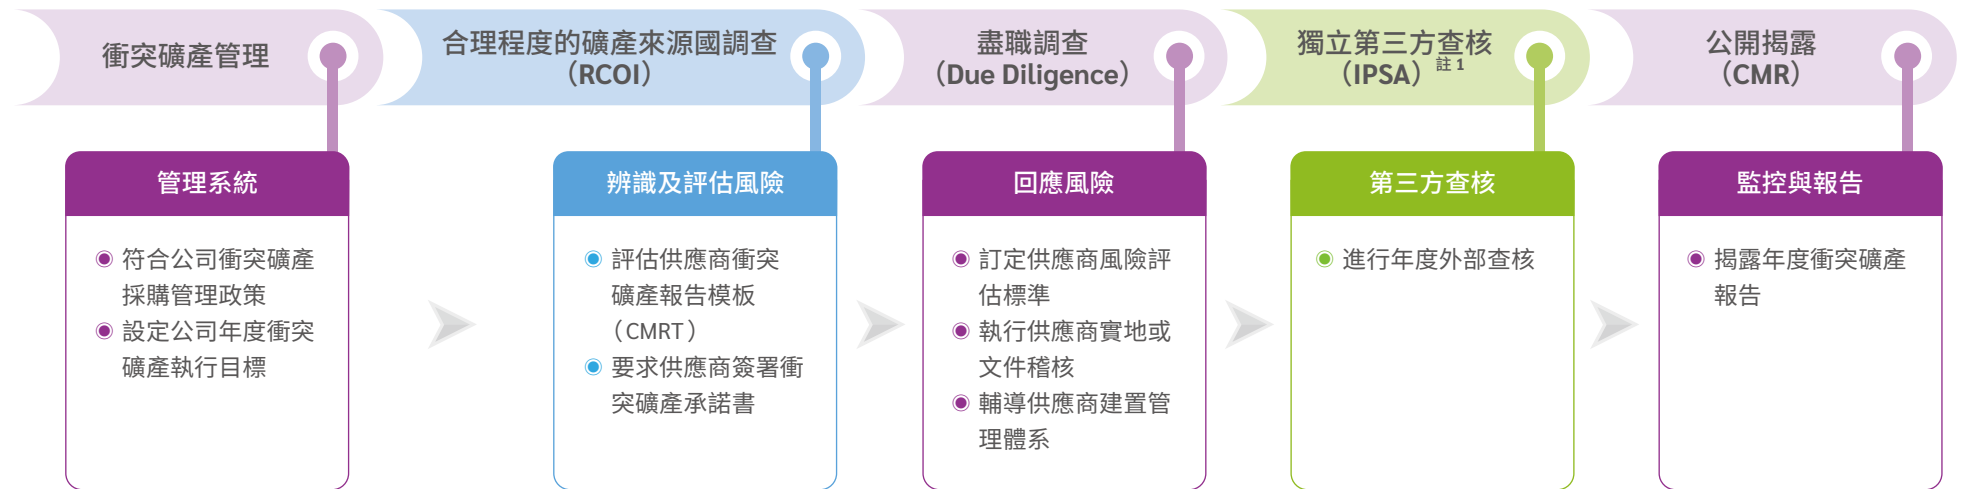 衝突礦產管理
合理程度的礦產來源國調查
（RCOI）
盡職調查
（Due Diligence）
獨立第三方查核
（IPSA）註 1
公開揭露
（CMR）
管理系統
符合公司衝突礦產
採購管理政策
設定公司年度衝突
礦產執行目標
辨識及評估風險
評估供應商衝突
礦產報告模板
（CMRT）
要求供應商簽署衝
突礦產承諾書
回應風險
訂定供應商風險評
估標準
執行供應商實地或
文件稽核
輔導供應商建置管
理體系
第三方查核
進行年度外部查核
監控與報告
揭露年度衝突礦產
報告